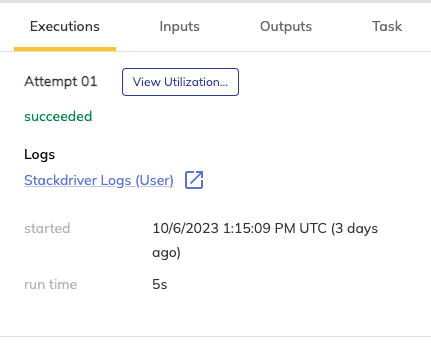 Executions Inputs Outputs Task
Attempt 01 View Utilization...
succeeded
Logs
Stackdriver Logs (User)
started 10/6/2023 1:15:09 PM UTC (3 days
ago)
run time 5s